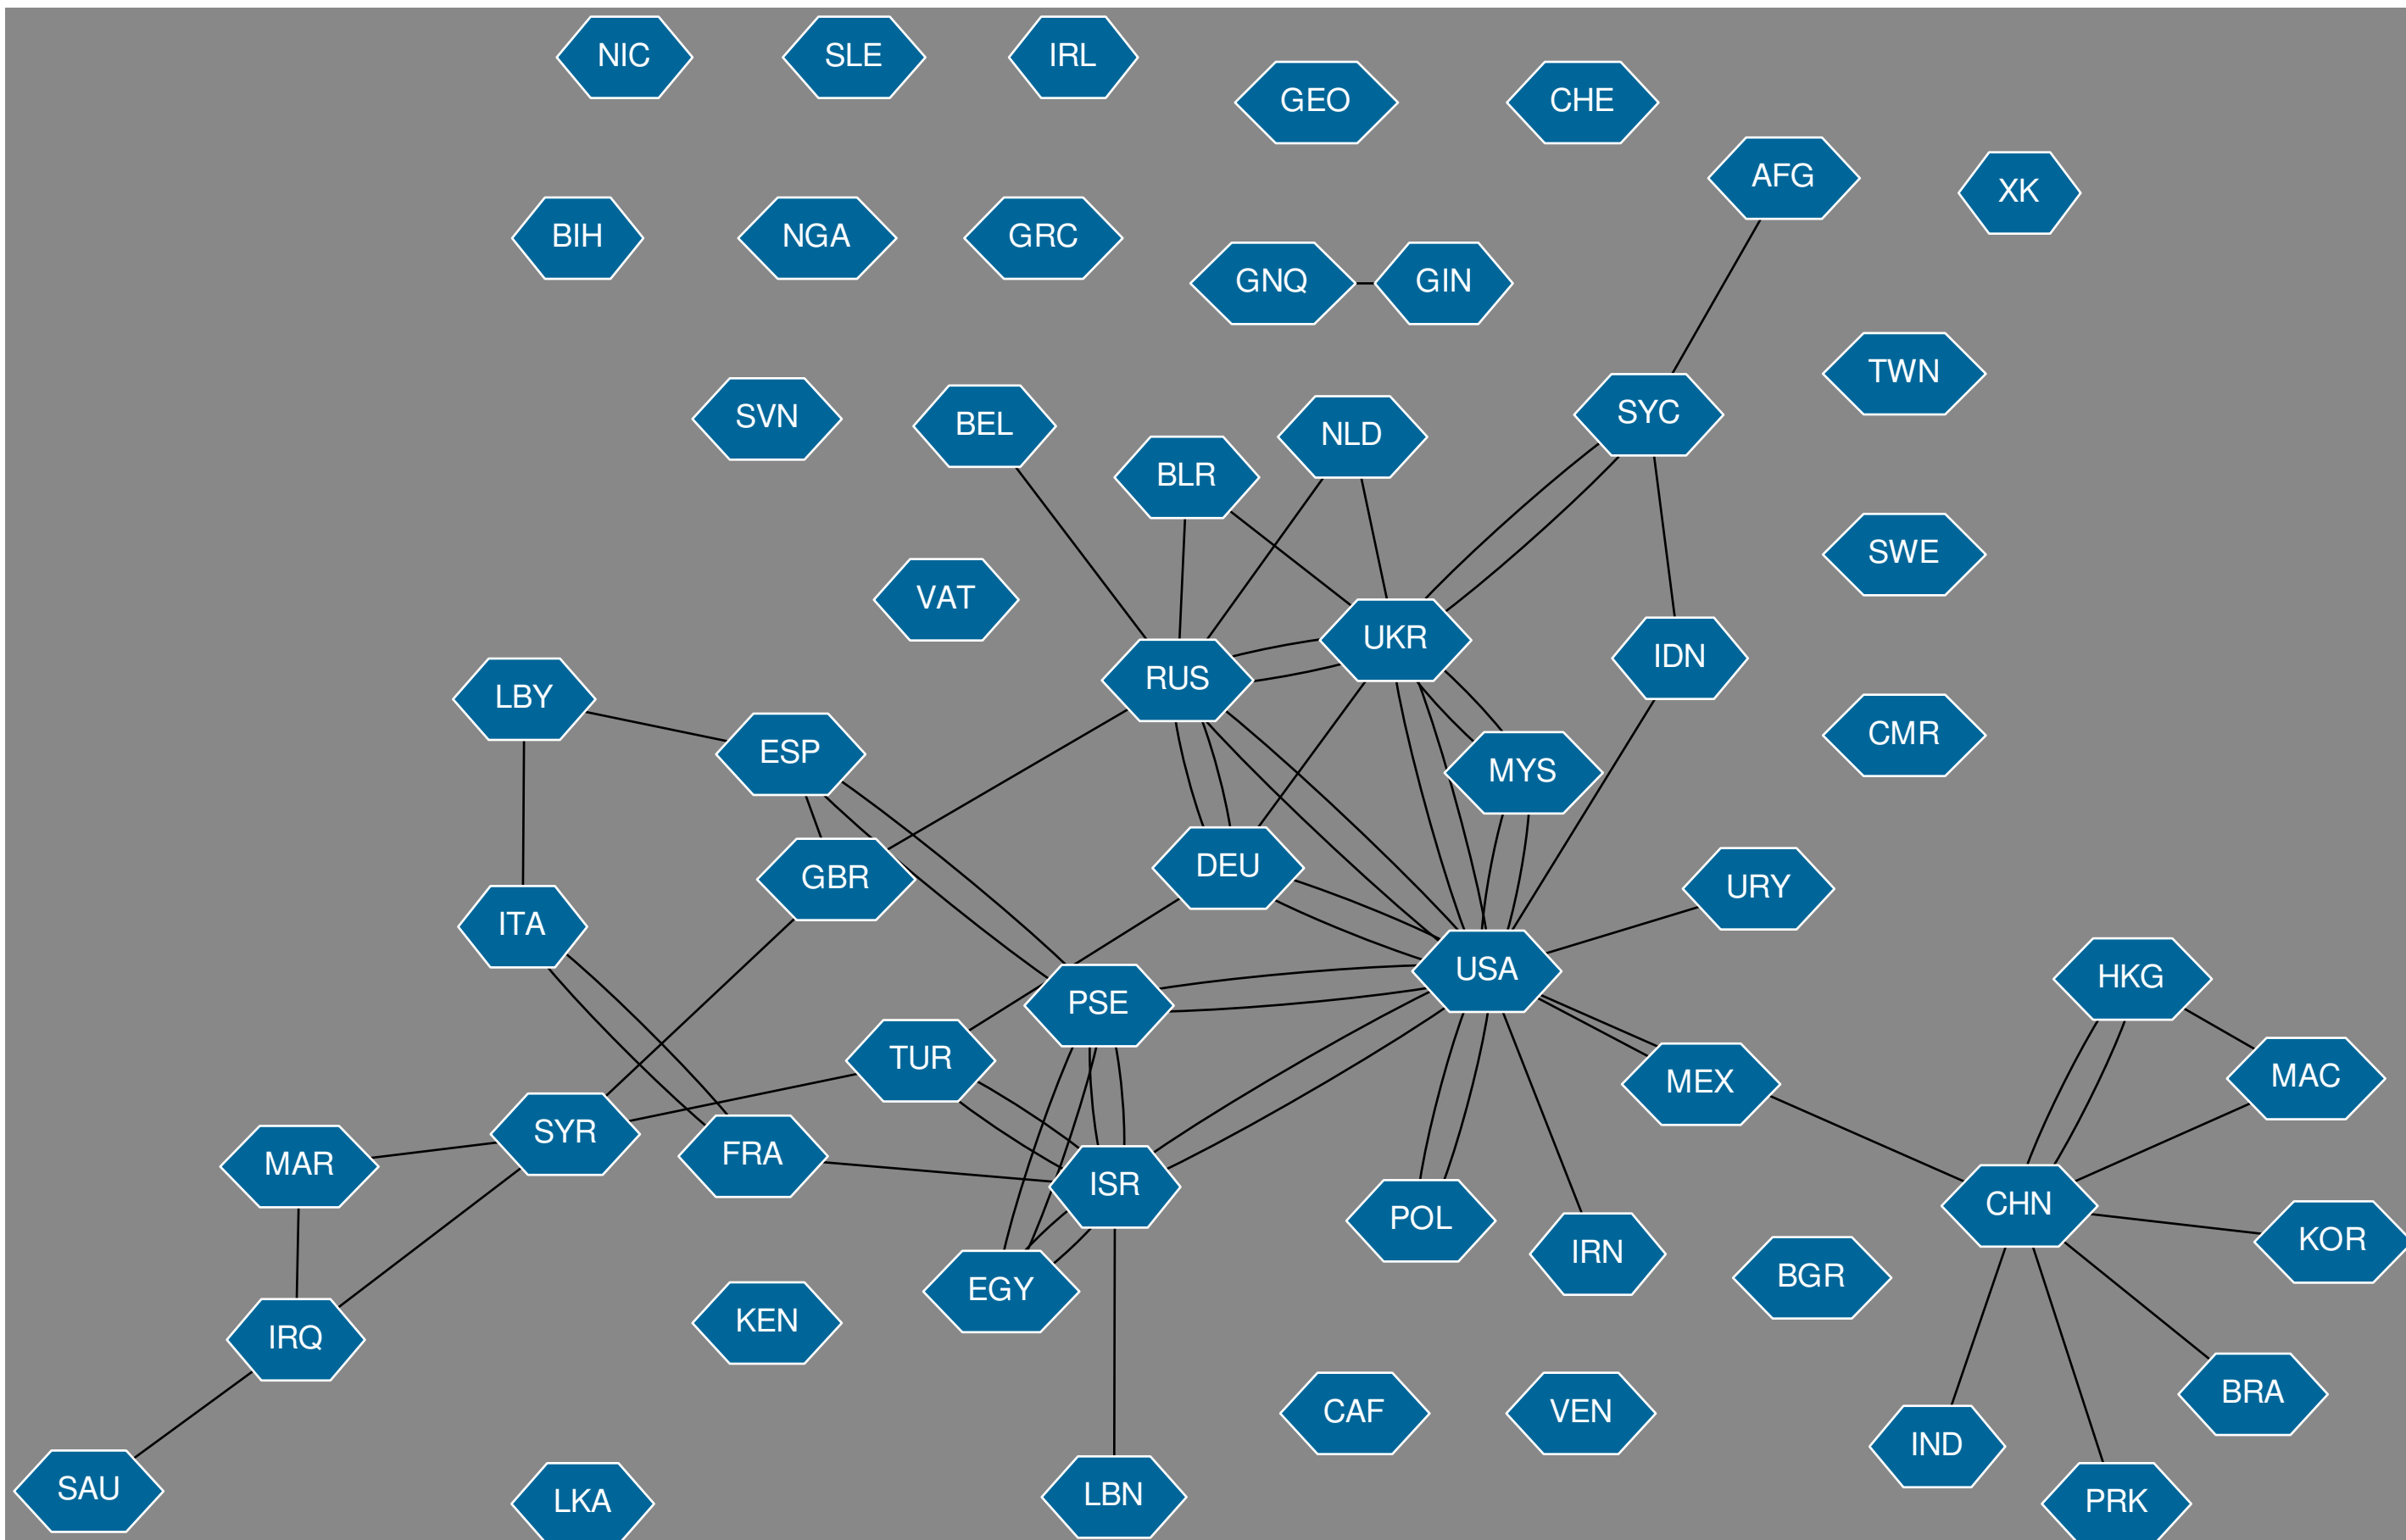 NIC
SLE
IRL
GEO
CHE
AFG
XK
BIH
NGA
GRC
GNQ
GIN
TWN
SVN
BEL
BLR
NLD
SYC
SWE
VAT
RUS
UKR
IDN
LBY
ESP
MYS
CMR
GBR
DEU
URY
ITA
PSE
USA
HKG
TUR
MEX
MAC
SYR
MAR
FRA
ISR
POL
IRN
CHN
KOR
BGR
EGY
KEN
IRQ
CAF
VEN
BRA
IND
SAU
LKA
LBN
PRK